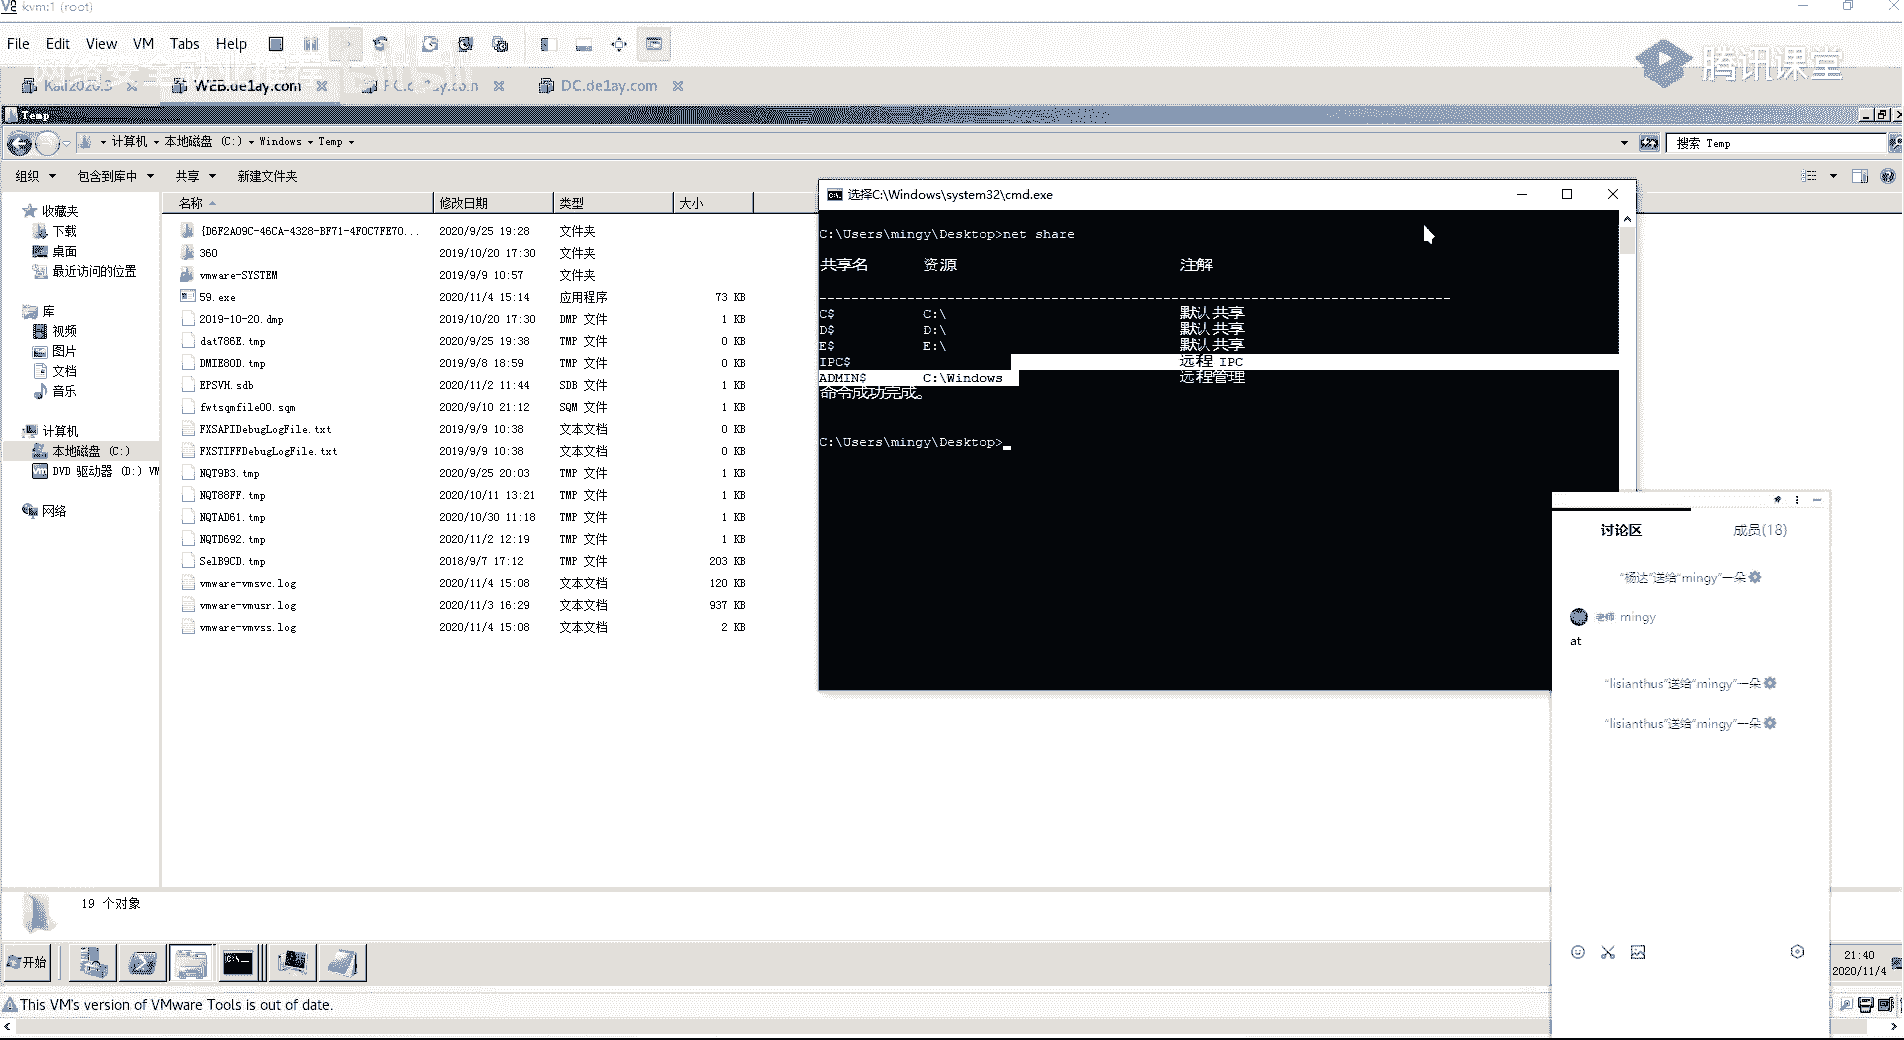 kvm:1 (root)
File Edit View VM Tabs Help
腾讯课堂
Kali2020.3 WEB.de1ay.com PC.de1ay.com DC.de1ay.com
Temp
计算机 本地磁盘 (C:) Windows Temp
搜索 Temp
组织 包含到库中 共享 新建文件夹
收藏夹
下载
桌面
最近访问的位置
库
视频
图片
文档
音乐
计算机
本地磁盘 (C:)
DVD 驱动器 (D:) VM
网络
名称 修改日期 类型 大小
{D6F2A09C-46CA-4328-BF71-4F0C7FE70... 2020/9/25 19:28 文件夹
360 2019/10/20 17:30 文件夹
vmware-SYSTEM 2019/9/9 10:57 文件夹
59.exe 2020/11/4 15:14 应用程序 73 KB
2019-10-20.dmp 2019/10/20 17:30 DMP 文件 1 KB
dat786E.tmp 2020/9/25 19:38 TMP 文件 0 KB
DMIE80D.tmp 2019/9/8 18:59 TMP 文件 0 KB
EPSVH.sdb 2020/11/2 11:44 SDB 文件 1 KB
fwtsqmfile00.sqm 2019/9/10 21:12 SQM 文件 1 KB
FXSAPIDebugLogFile.txt 2019/9/9 10:38 文本文档 0 KB
FXSTIFFDebugLogFile.txt 2019/9/9 10:38 文本文档 0 KB
NQT9B3.tmp 2020/9/25 20:03 TMP 文件 1 KB
NQT88FF.tmp 2020/10/11 13:21 TMP 文件 1 KB
NQTAD61.tmp 2020/10/30 11:18 TMP 文件 1 KB
NQTD692.tmp 2020/11/2 12:19 TMP 文件 1 KB
SelB9CD.tmp 2018/9/7 17:12 TMP 文件 203 KB
vmware-vmsvc.log 2020/11/4 15:08 文本文档 120 KB
vmware-vmusr.log 2020/11/3 16:29 文本文档 937 KB
vmware-vmvss.log 2020/11/4 15:08 文本文档 2 KB
选择C:\Windows\system32\cmd.exe
C:\Users\mingy\Desktop>net share
共享名 资源 注解
-------------------------------------------------------------------------------
C$ C:\ 默认共享
D$ D:\ 默认共享
E$ E:\ 默认共享
IPC$ 远程 IPC
ADMIN$ C:\Windows 远程管理
命令成功完成。
C:\Users\mingy\Desktop>
讨论区 成员(18)
"杨达"送给"mingy"一朵
老师 mingy
at
"lisianthus"送给"mingy"一朵
"lisianthus"送给"mingy"一朵
19 个对象
开始
21:40
2020/11/4
This VM's version of VMware Tools is out of date.